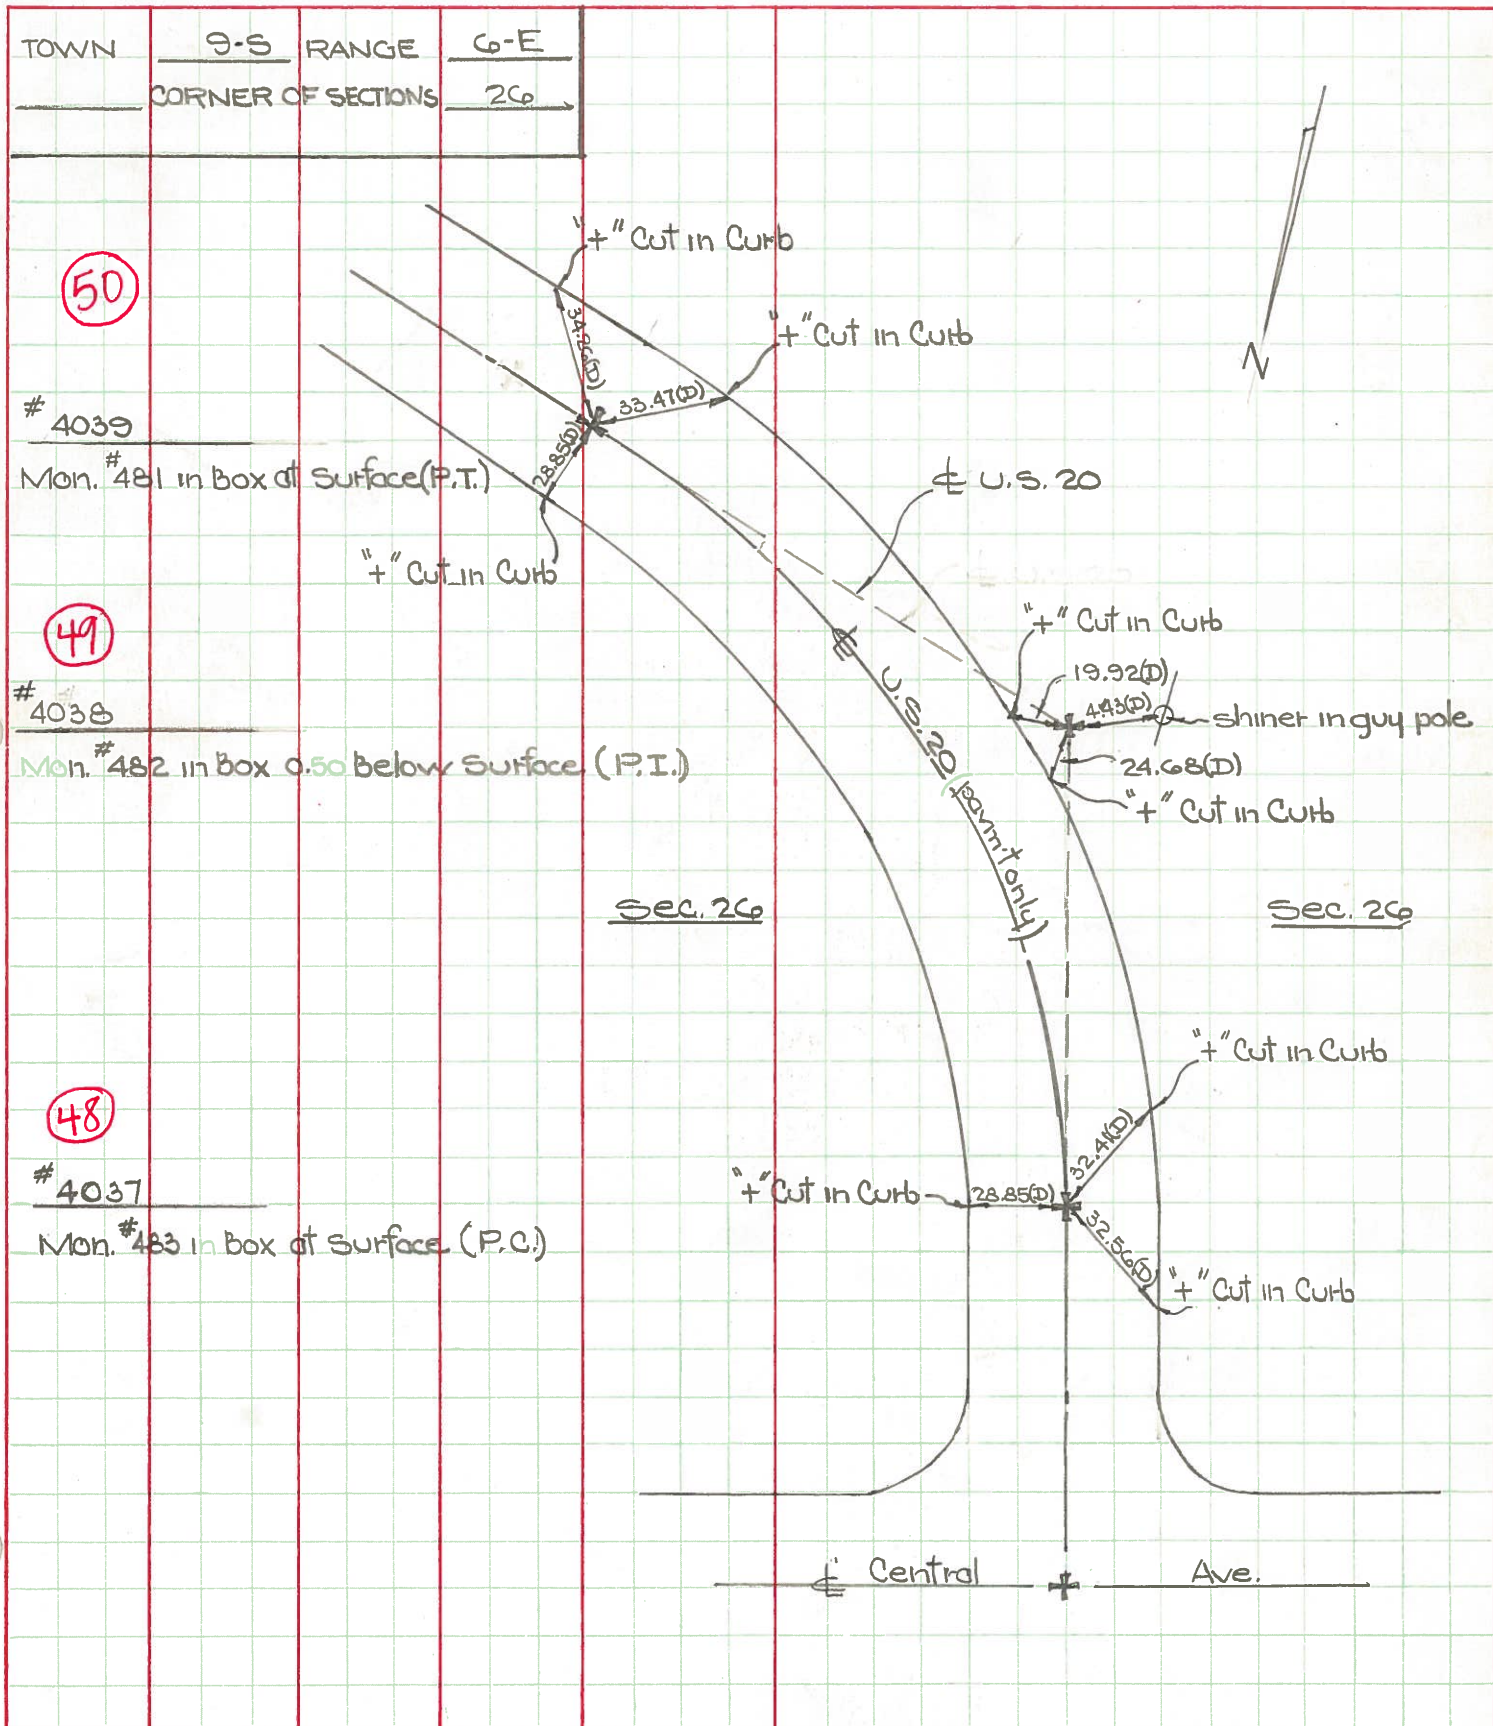 TOWN 9-S RANGE 6-E
CORNER OF SECTIONS 26
"+" Cut in Curb
50
34.26(D)
"+" Cut in Curb
N
33.47(D)
# 4039
28.85(D)
Mon. #481 in Box at Surface (P.T.)
℄ U.S. 20
"+" Cut in Curb
49
"+" Cut in Curb
19.92(D)
# 4038
4.43(D)
shiner in guy pole
Mon. #482 in Box 0.50 Below Surface (P.I.)
24.68(D)
"+" Cut in Curb
℄ U.S. 20 (pavm't only)
Sec. 26
Sec. 26
"+" Cut in Curb
48
32.41(D)
# 4037
"+" Cut in Curb
28.85(D)
Mon. #483 in Box at Surface (P.C.)
32.56(D)
"+" Cut in Curb
℄ Central Ave.